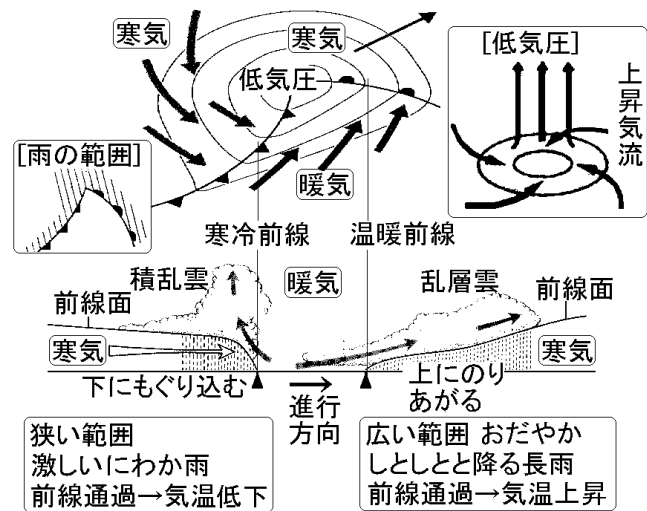 寒気
寒気
低気圧
[低気圧]
上昇気流
[雨の範囲]
暖気
寒冷前線
温暖前線
積乱雲
暖気
乱層雲
前線面
前線面
寒気
寒気
下にもぐり込む
進行
方向
上にのり
あがる
狭い範囲
激しいにわか雨
前線通過→気温低下
広い範囲 おだやか
しとしとと降る長雨
前線通過→気温上昇